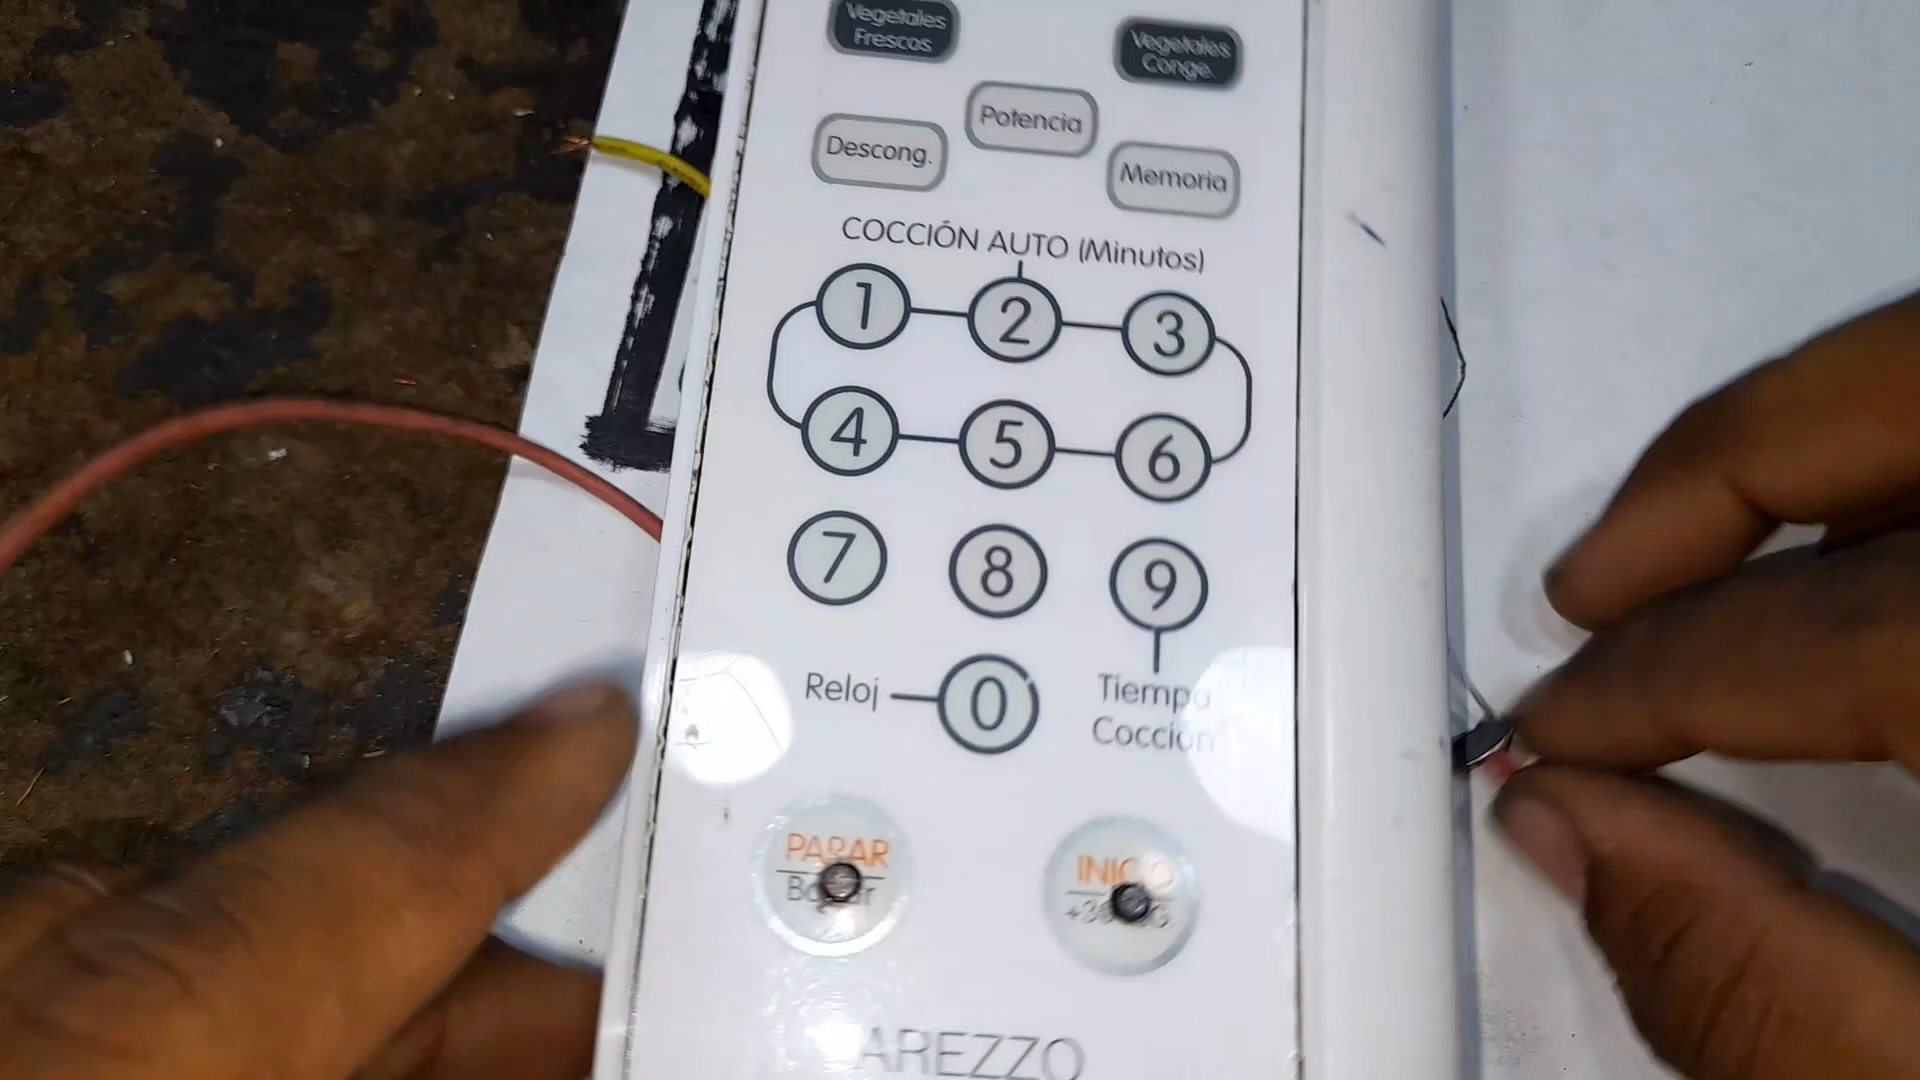 Vegetales
Frescos
Vegetales
Conge.
Potencia
Descong.
Memoria
COCCIÓN AUTO (Minutos)
1
2
3
4
5
6
7
8
9
Reloj
0
Tiempo
Cocción
PARAR
INICIO
AREZZO